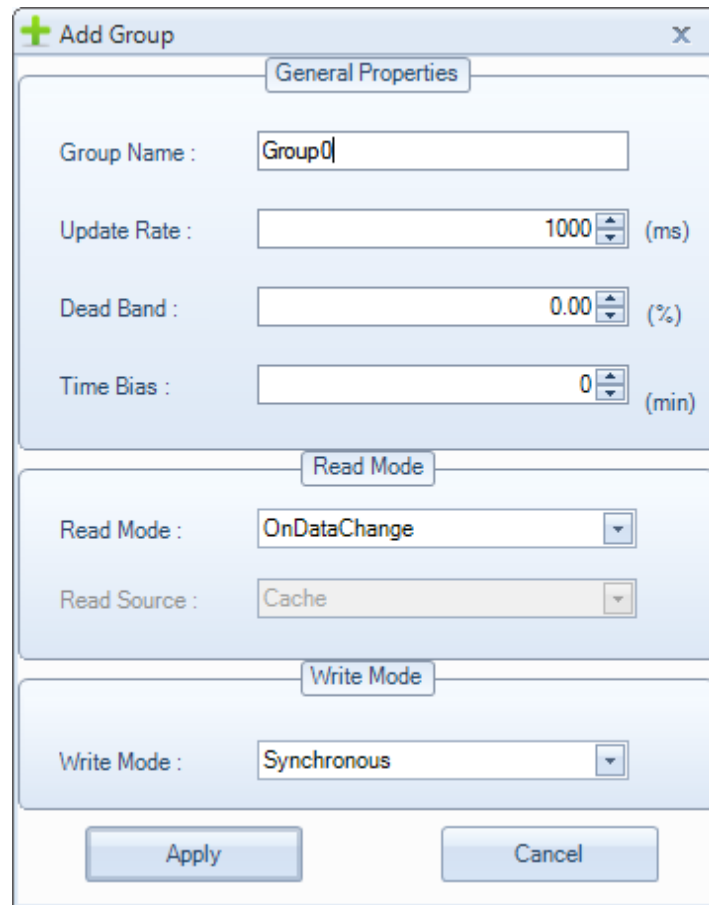 Add Group
General Properties
Group Name : Group0
Update Rate : 1000 (ms)
Dead Band : 0.00 (%)
Time Bias : 0 (min)
Read Mode
Read Mode : OnDataChange
Read Source : Cache
Write Mode
Write Mode : Synchronous
Apply Cancel